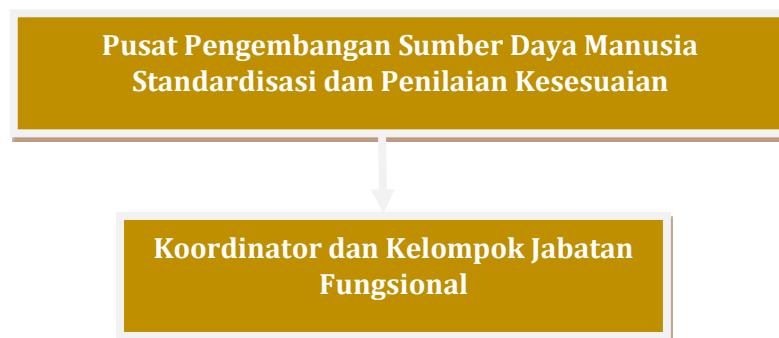 Pusat Pengembangan Sumber Daya Manusia
Standardisasi dan Penilaian Kesesuaian
Koordinator dan Kelompok Jabatan
Fungsional